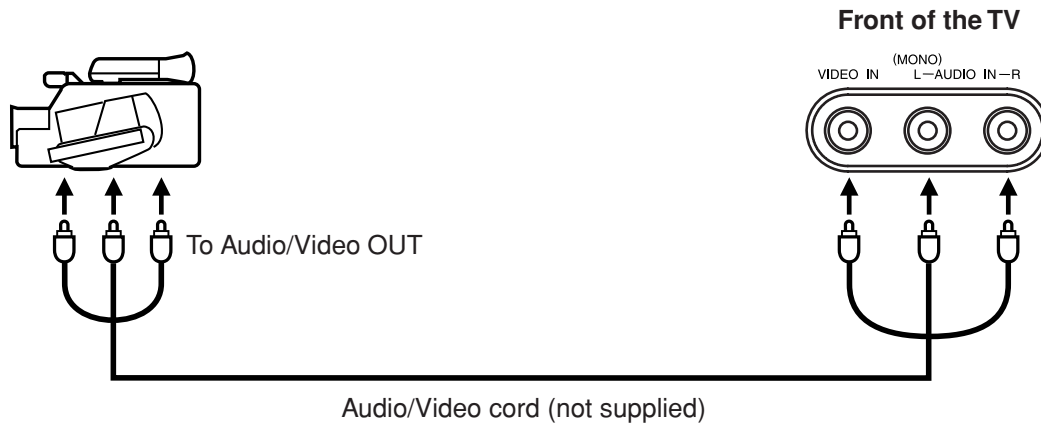 Front of the TV
(MONO)
VIDEO IN L—AUDIO IN—R
To Audio/Video OUT
Audio/Video cord (not supplied)